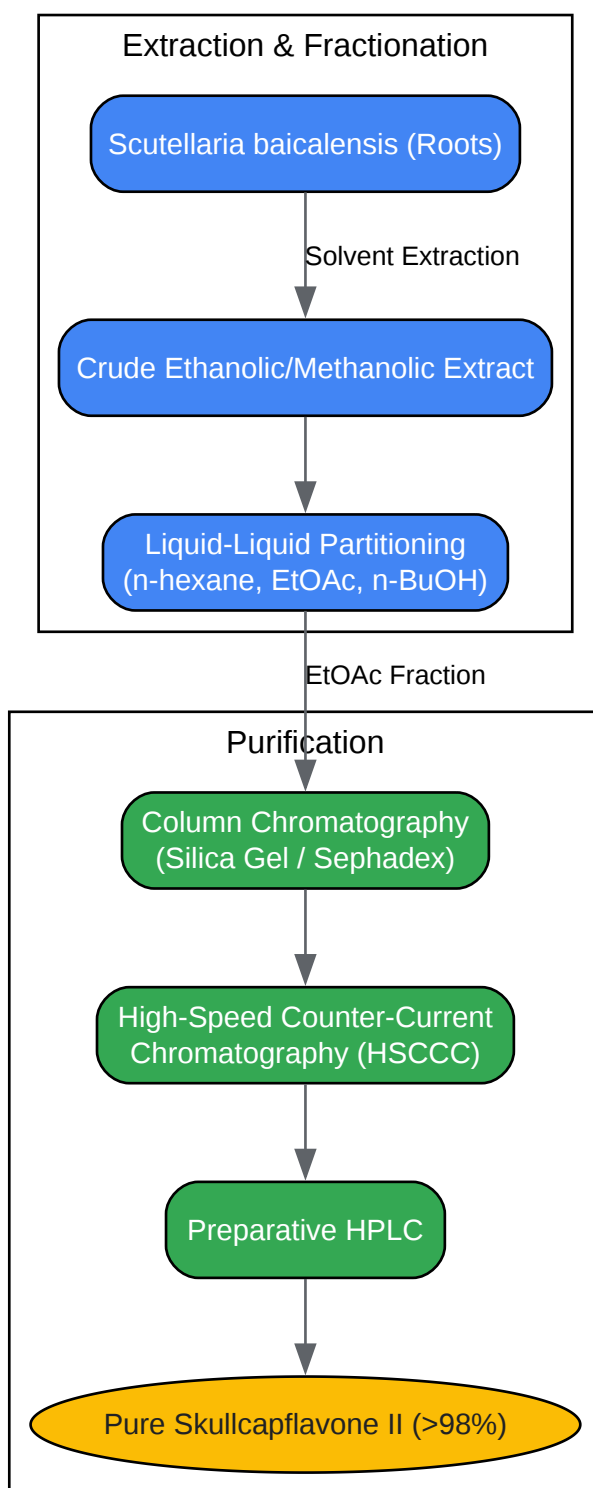 Extraction & Fractionation
Scutellaria baicalensis (Roots)
Solvent Extraction
Crude Ethanolic/Methanolic Extract
Liquid-Liquid Partitioning
(n-hexane, EtOAc, n-BuOH)
EtOAc Fraction
Purification
Column Chromatography
(Silica Gel / Sephadex)
High-Speed Counter-Current
Chromatography (HSCCC)
Preparative HPLC
Pure Skullcapflavone II (>98%)